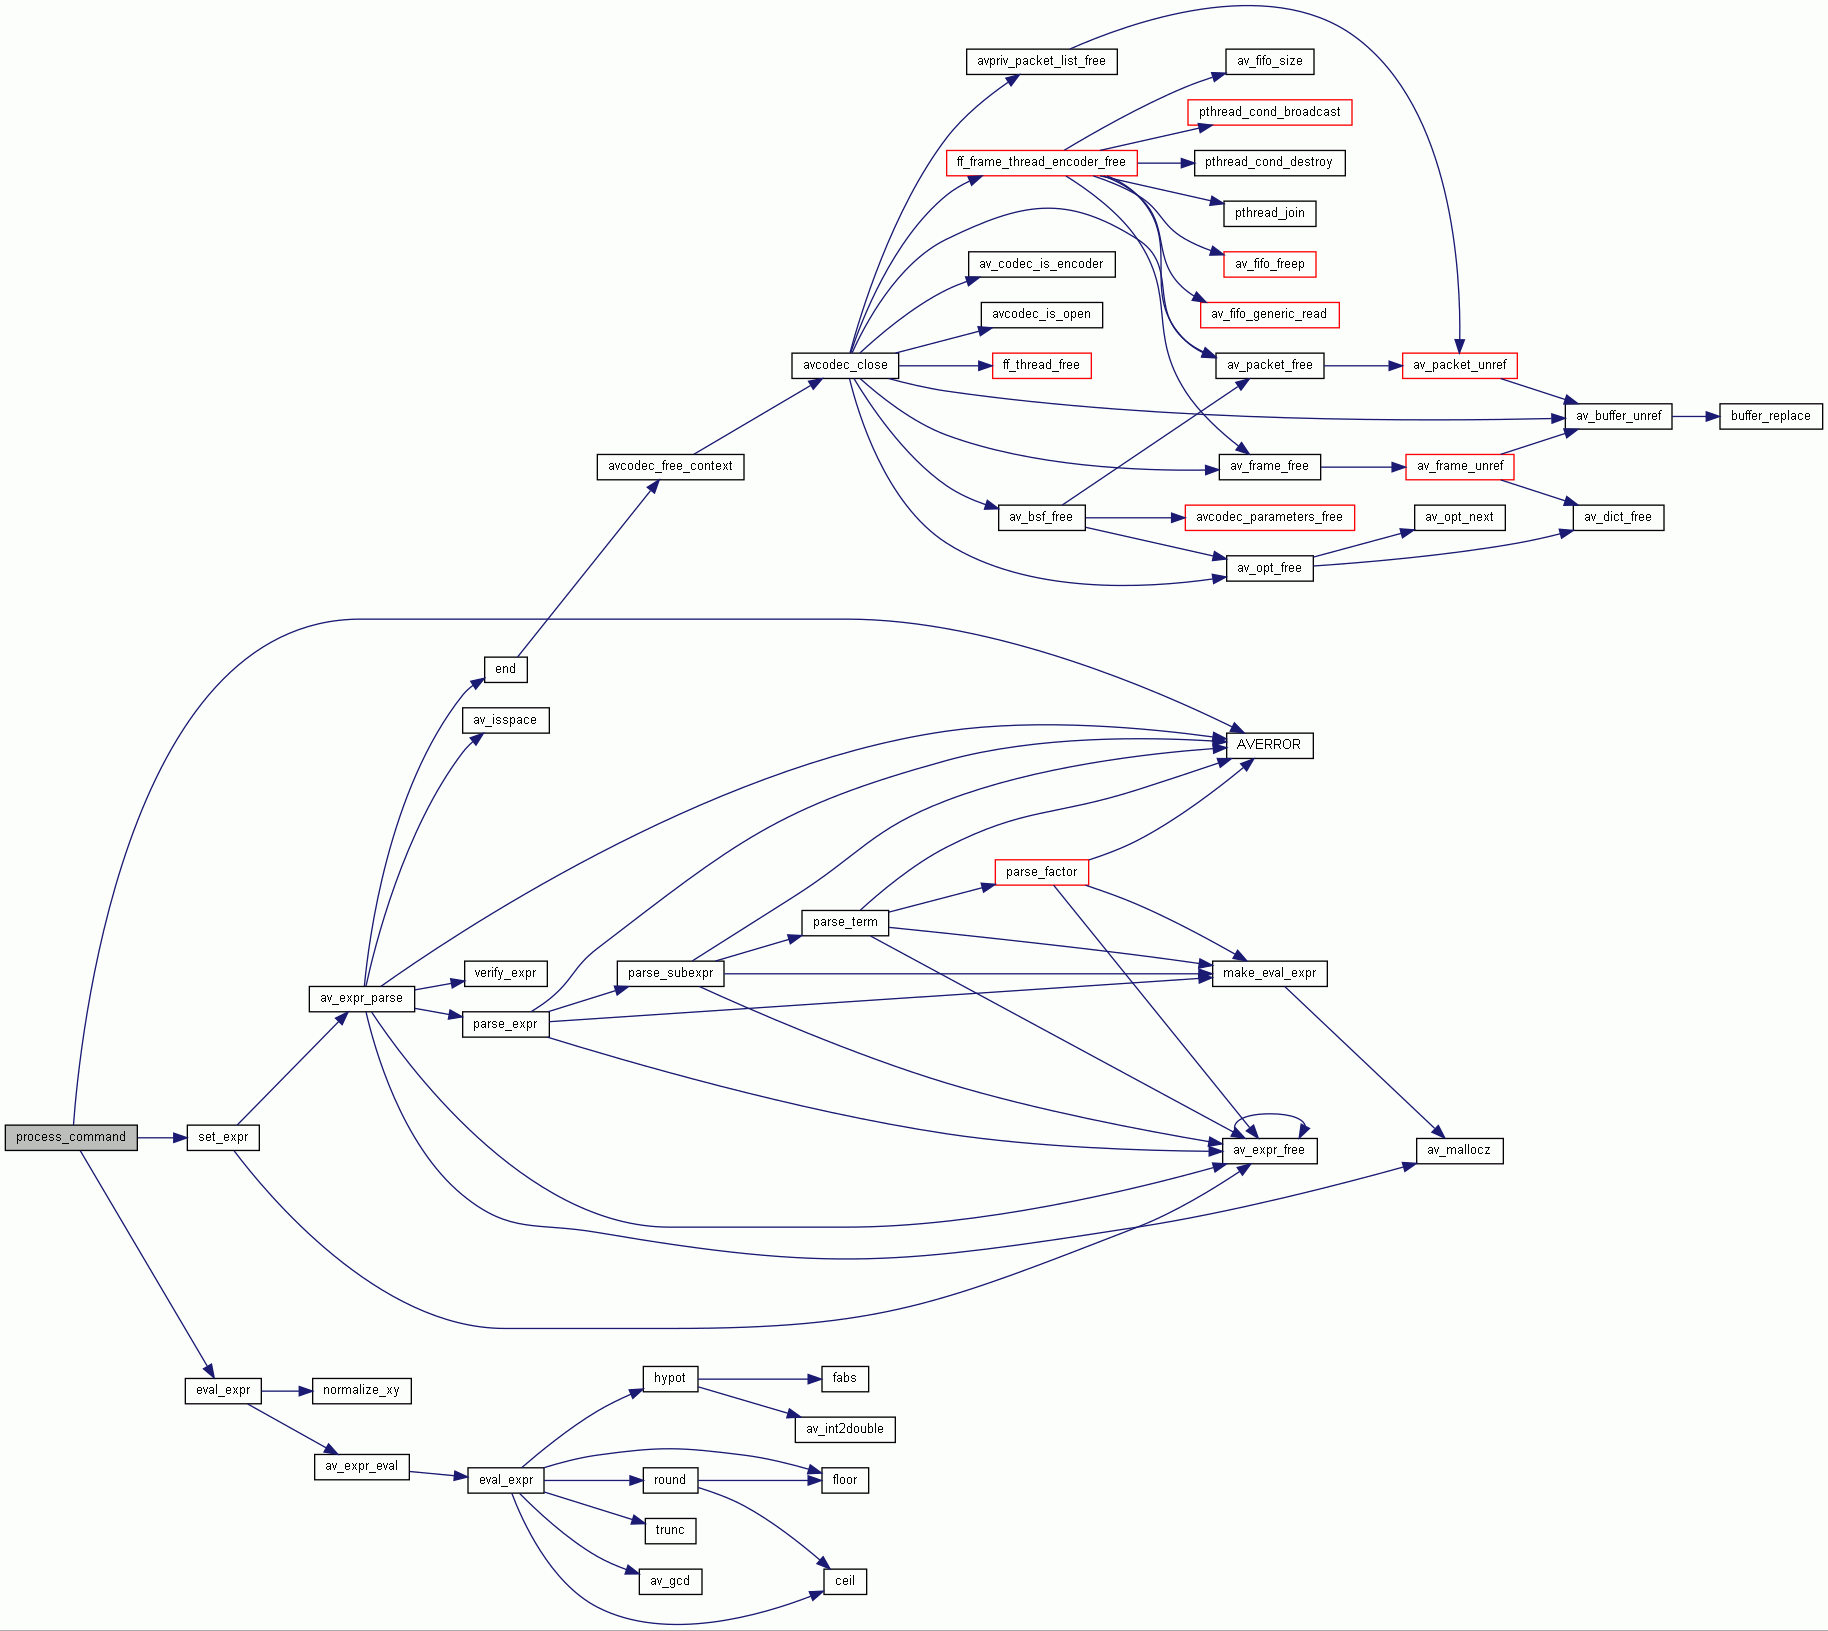 avpriv_packet_list_free
av_fifo_size
pthread_cond_broadcast
ff_frame_thread_encoder_free
pthread_cond_destroy
pthread_join
av_codec_is_encoder
av_fifo_freep
avcodec_is_open
av_fifo_generic_read
avcodec_close
ff_thread_free
av_packet_free
av_packet_unref
av_buffer_unref
buffer_replace
avcodec_free_context
av_frame_free
av_frame_unref
av_bsf_free
avcodec_parameters_free
av_opt_next
av_dict_free
av_opt_free
end
av_isspace
AVERROR
parse_factor
parse_term
verify_expr
parse_subexpr
make_eval_expr
av_expr_parse
parse_expr
process_command
set_expr
av_expr_free
av_mallocz
eval_expr
normalize_xy
hypot
fabs
av_int2double
av_expr_eval
eval_expr
round
floor
trunc
av_gcd
ceil